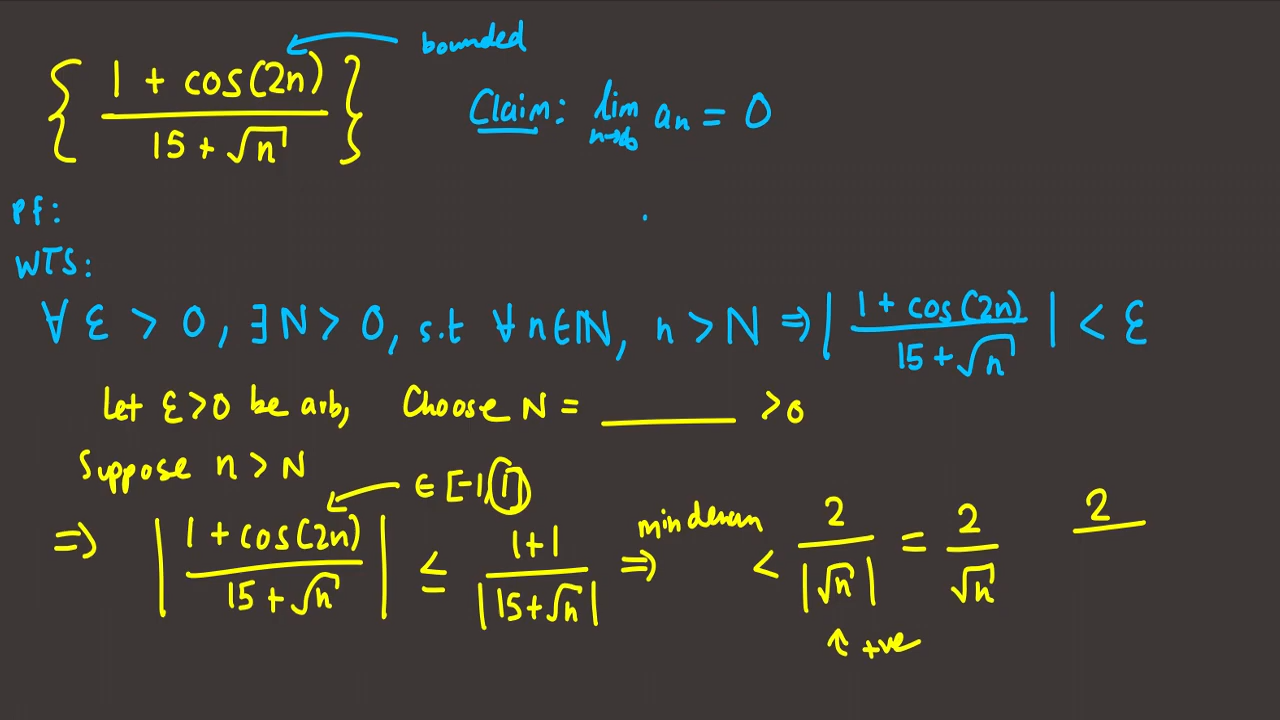 { (1 + cos(2n)) / (15 + √n) } ← bounded
Claim: lim n→∞ aₙ = 0
Pf:
WTS:
∀ ε > 0, ∃ N > 0, s.t ∀ n ∈ ℕ, n > N ⇒ | (1 + cos(2n)) / (15 + √n) | < ε
Let ε > 0 be arb, Choose N = ______ > 0
Suppose n > N
⇒ | (1 + cos(2n)) / (15 + √n) | ≤ (1+1) / |15 + √n| ⇒ < 2 / |√n| = 2 / √n 2 /
∈ [-1, 1]
min denom
↑ +ve